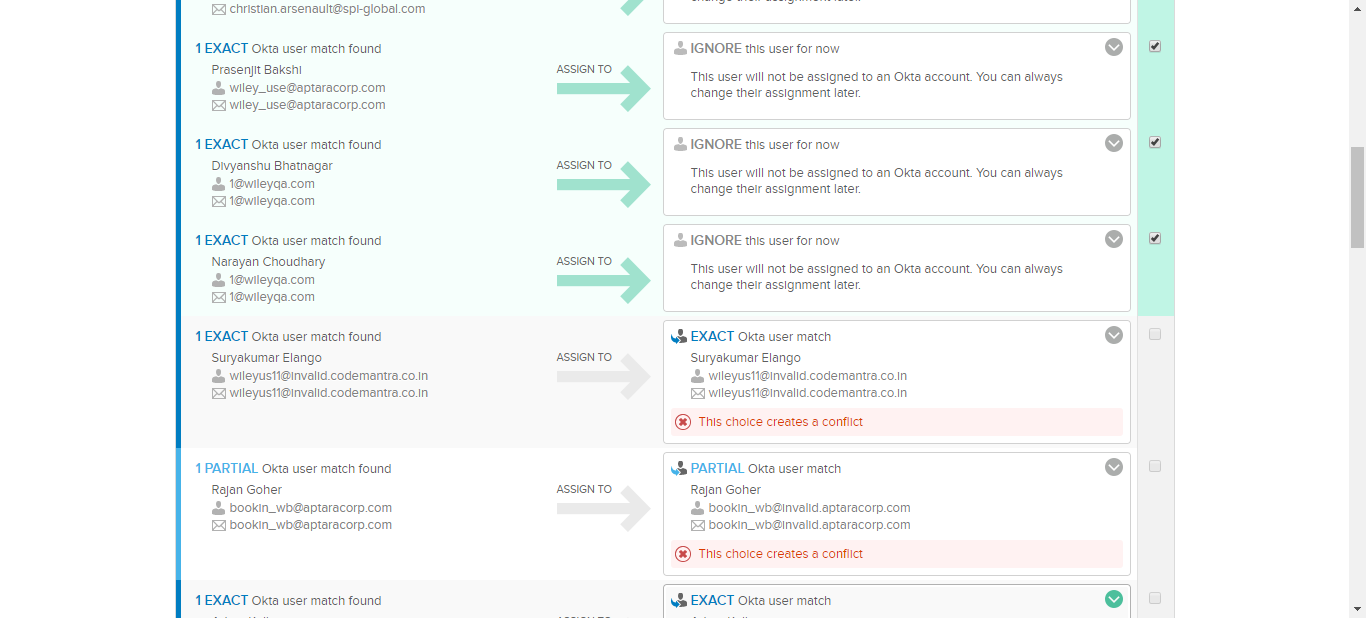 christian.arsenault@spi-global.com
change their assignment later.
1 EXACT Okta user match found
Prasenjit Bakshi
wiley_use@aptaracorp.com
wiley_use@aptaracorp.com
ASSIGN TO
IGNORE this user for now
This user will not be assigned to an Okta account. You can always
change their assignment later.
1 EXACT Okta user match found
Divyanshu Bhatnagar
1@wileyqa.com
1@wileyqa.com
ASSIGN TO
IGNORE this user for now
This user will not be assigned to an Okta account. You can always
change their assignment later.
1 EXACT Okta user match found
Narayan Choudhary
1@wileyqa.com
1@wileyqa.com
ASSIGN TO
IGNORE this user for now
This user will not be assigned to an Okta account. You can always
change their assignment later.
1 EXACT Okta user match found
Suryakumar Elango
wileyus11@invalid.codemantra.co.in
wileyus11@invalid.codemantra.co.in
ASSIGN TO
EXACT Okta user match
Suryakumar Elango
wileyus11@invalid.codemantra.co.in
wileyus11@invalid.codemantra.co.in
This choice creates a conflict
1 PARTIAL Okta user match found
Rajan Goher
bookin_wb@aptaracorp.com
bookin_wb@aptaracorp.com
ASSIGN TO
PARTIAL Okta user match
Rajan Goher
bookin_wb@invalid.aptaracorp.com
bookin_wb@invalid.aptaracorp.com
This choice creates a conflict
1 EXACT Okta user match found
EXACT Okta user match